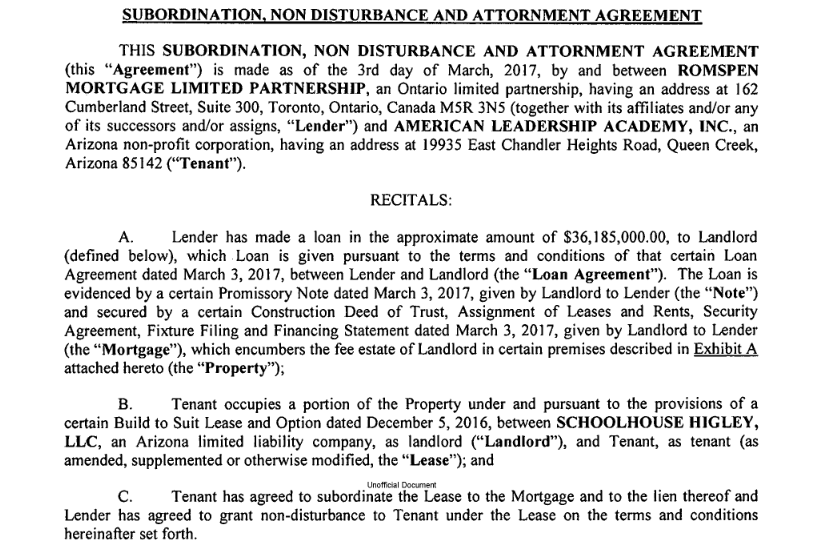 SUBORDINATION, NON DISTURBANCE AND ATTORNMENT AGREEMENT
THIS SUBORDINATION, NON DISTURBANCE AND ATTORNMENT AGREEMENT
(this “Agreement”) is made as of the 3rd day of March, 2017, by and between ROMSPEN
MORTGAGE LIMITED PARTNERSHIP, an Ontario limited partnership, having an address at 162
Cumberland Street, Suite 300, Toronto, Ontario, Canada M5R 3N5 (together with its affiliates and/or any
of its successors and/or assigns, “Lender”) and AMERICAN LEADERSHIP ACADEMY, INC., an
Arizona non-profit corporation, having an address at 19935 East Chandler Heights Road, Queen Creek,
Arizona 85142 (“Tenant”).
RECITALS:
A. Lender has made a loan in the approximate amount of $36,185,000.00, to Landlord
(defined below), which Loan is given pursuant to the terms and conditions of that certain Loan
Agreement dated March 3, 2017, between Lender and Landlord (the “Loan Agreement”). The Loan is
evidenced by a certain Promissory Note dated March 3, 2017, given by Landlord to Lender (the “Note”)
and secured by a certain Construction Deed of Trust, Assignment of Leases and Rents, Security
Agreement, Fixture Filing and Financing Statement dated March 3, 2017, given by Landlord to Lender
(the “Mortgage”), which encumbers the fee estate of Landlord in certain premises described in Exhibit A
attached hereto (the “Property”);
B. Tenant occupies a portion of the Property under and pursuant to the provisions of a
certain Build to Suit Lease and Option dated December 5, 2016, between SCHOOLHOUSE HIGLEY,
LLC, an Arizona limited liability company, as landlord (“Landlord”), and Tenant, as tenant (as
amended, supplemented or otherwise modified, the “Lease”); and
Unofficial Document
C. Tenant has agreed to subordinate the Lease to the Mortgage and to the lien thereof and
Lender has agreed to grant non-disturbance to Tenant under the Lease on the terms and conditions
hereinafter set forth.